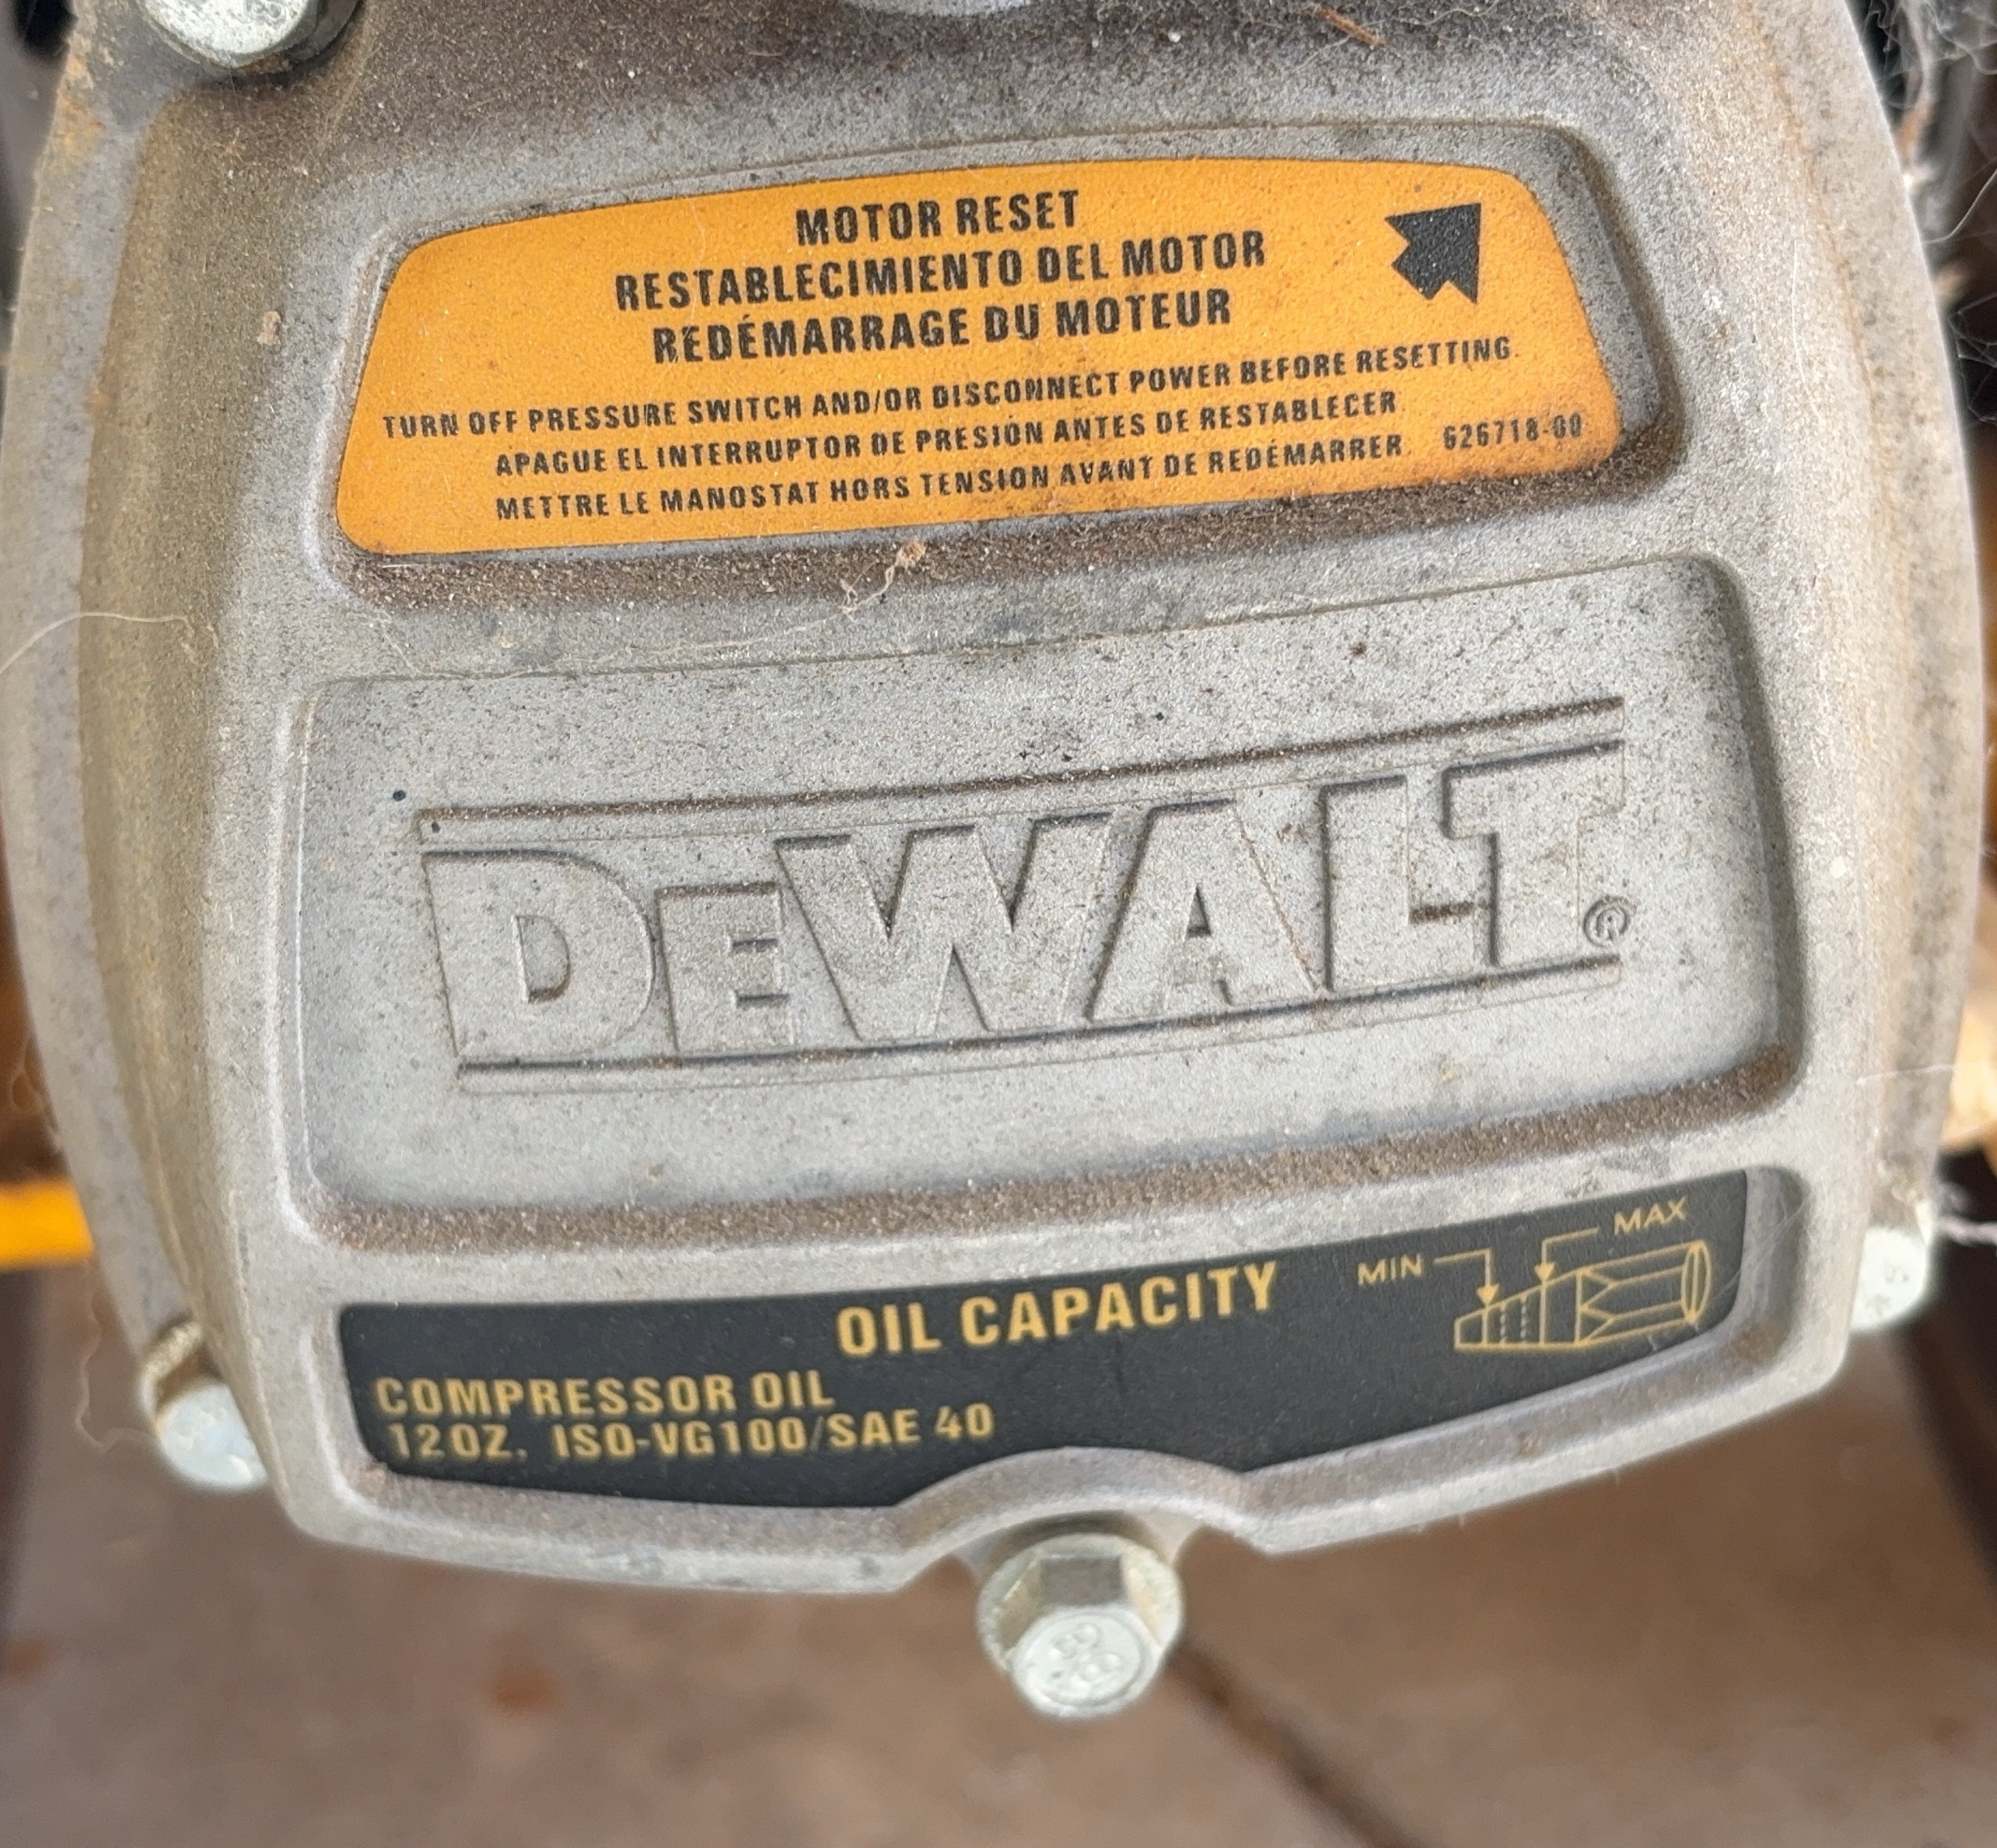 MOTOR RESET
RESTABLECIMIENTO DEL MOTOR
REDÉMARRAGE DU MOTEUR
TURN OFF PRESSURE SWITCH AND/OR DISCONNECT POWER BEFORE RESETTING.
APAGUE EL INTERRUPTOR DE PRESIÓN ANTES DE RESTABLECER
METTRE LE MANOSTAT HORS TENSION AVANT DE REDÉMARRER. 626718-00
DEWALT®
OIL CAPACITY
MIN
MAX
COMPRESSOR OIL
12 OZ. ISO-VG100/SAE 40